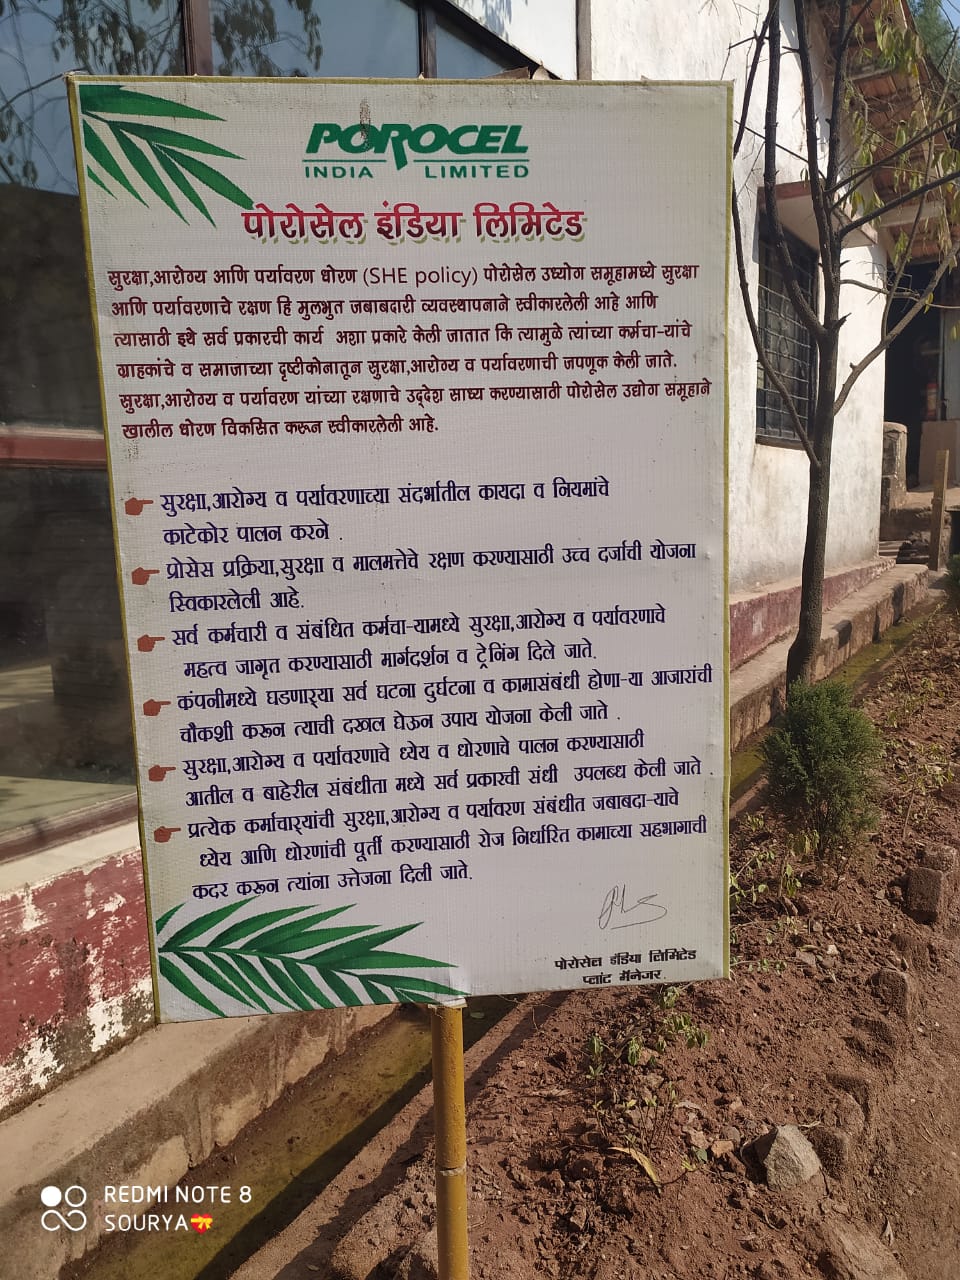 POROCEL
INDIA LIMITED
पोरोसेल इंडिया लिमिटेड
सुरक्षा,आरोग्य आणि पर्यावरण धोरण (SHE policy) पोरोसेल उध्योग समूहामध्ये सुरक्षा
आणि पर्यावरणाचे रक्षण हि मुलभुत जबाबदारी व्यवस्थापनाने स्वीकारलेली आहे आणि
त्यासाठी इथे सर्व प्रकारची कार्य अशा प्रकारे केली जातात कि त्यामुळे त्यांच्या कर्मचा-यांचे
ग्राहकांचे व समाजाच्या दृष्टीकोनातून सुरक्षा,आरोग्य व पर्यावरणाची जपणूक केली जाते.
सुरक्षा,आरोग्य व पर्यावरण यांच्या रक्षणाचे उद्देश साध्य करण्यासाठी पोरोसेल उद्योग समूहाने
खालील धोरण विकसित करून स्वीकारलेली आहे.
सुरक्षा,आरोग्य व पर्यावरणाच्या संदर्भातील कायदा व नियमांचे
काटेकोर पालन करने .
प्रोसेस प्रक्रिया,सुरक्षा व मालमत्तेचे रक्षण करण्यासाठी उच्च दर्जाची योजना
स्विकारलेली आहे.
सर्व कर्मचारी व संबंधित कर्मचा-यामध्ये सुरक्षा,आरोग्य व पर्यावरणाचे
महत्व जागृत करण्यासाठी मार्गदर्शन व ट्रेनिंग दिले जाते.
कंपनीमध्ये घडणाऱ्या सर्व घटना दुर्घटना व कामासंबंधी होणा-या आजारांची
चौकशी करून त्याची दखल घेऊन उपाय योजना केली जाते .
सुरक्षा,आरोग्य व पर्यावरणाचे ध्येय व धोरणाचे पालन करण्यासाठी
आतील व बाहेरील संबंधीता मध्ये सर्व प्रकारची संधी उपलब्ध केली जाते .
प्रत्येक कर्माचाऱ्यांची सुरक्षा,आरोग्य व पर्यावरण संबंधीत जबाबदा-याचे
ध्येय आणि धोरणांची पूर्ती करण्यासाठी रोज निर्धारित कामाच्या सहभागाची
कदर करून त्यांना उत्तेजना दिली जाते.
पोरोसेल इंडिया लिमिटेड
प्लांट मॅनेजर.
REDMI NOTE 8
SOURYA